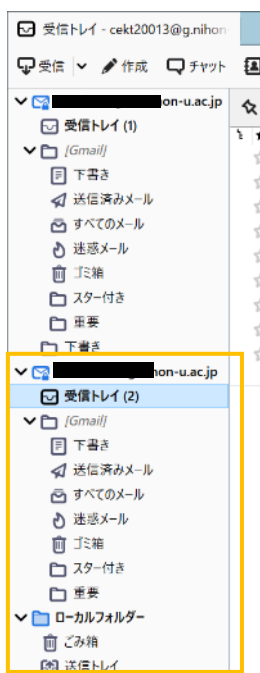 受信トレイ - cekt20013@g.nihon
受信 作成 チャット
on-u.ac.jp
受信トレイ (1)
[Gmail]
下書き
送信済みメール
すべてのメール
迷惑メール
ゴミ箱
スター付き
重要
下書き
hon-u.ac.jp
受信トレイ (2)
[Gmail]
下書き
送信済みメール
すべてのメール
迷惑メール
ゴミ箱
スター付き
重要
ローカルフォルダー
ごみ箱
送信トレイ